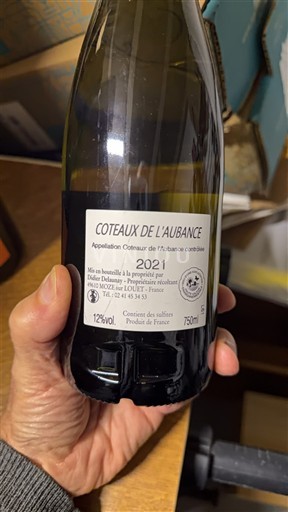 COTEAUX DE L'AUBANCE
Appellation Coteaux de l'Aubance contrôlée
2021
Mis en bouteille à la propriété par
Didier Delaunay - Propriétaire récoltant
49610 MOZE sur LOUET - France
Tél. : 02 41 45 34 53
Contient des sulfites
12%vol. Produit de France 750ml